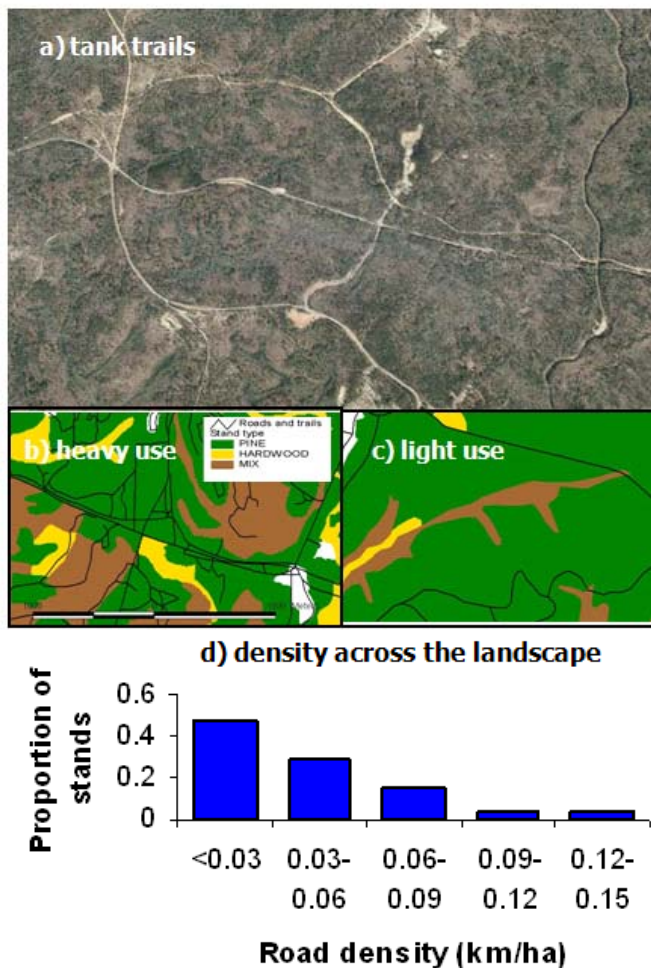 a) tank trails
b) heavy use
Roads and trails
Stand type
PINE
HARDWOOD
MIX
c) light use
d) density across the landscape
Proportion of
stands
0.6
0.4
0.2
0
<0.03
0.03-
0.06
0.06-
0.09
0.09-
0.12
0.12-
0.15
Road density (km/ha)